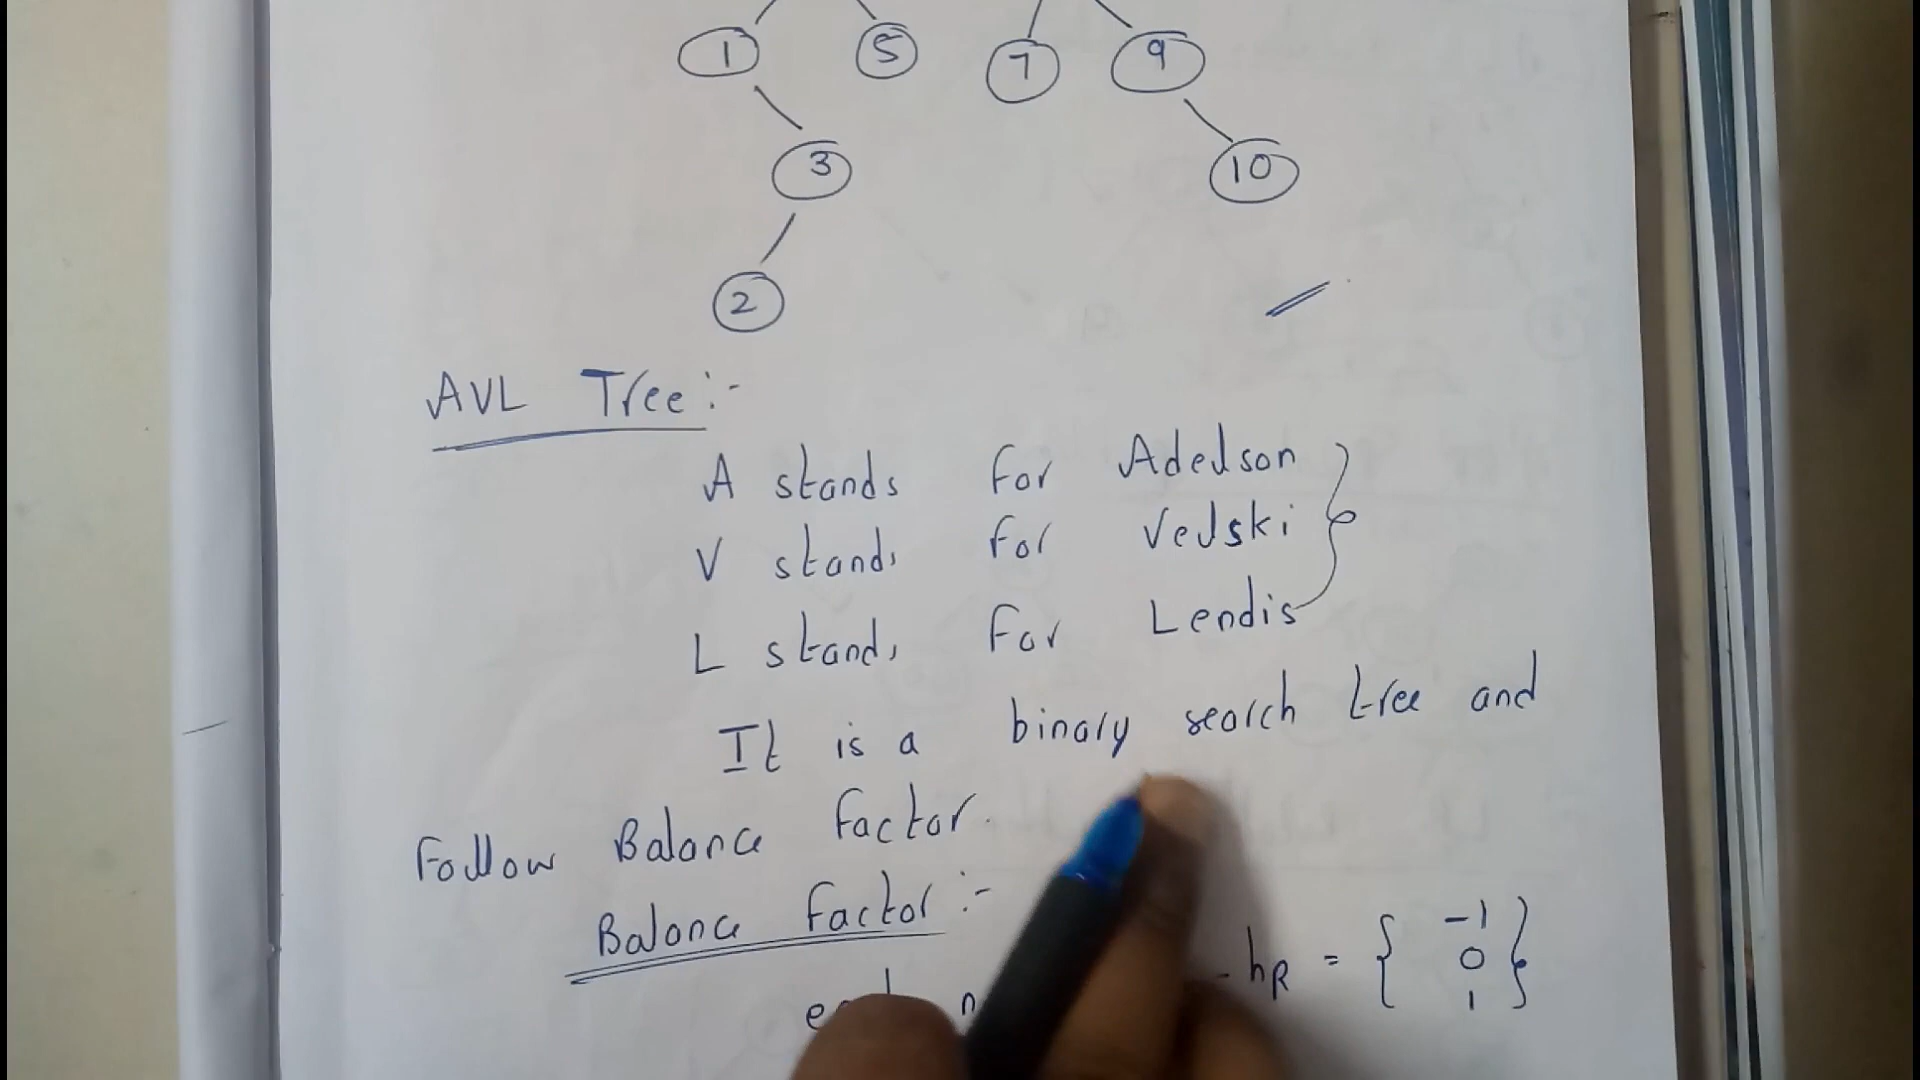 1 5 7 9
3 10
2
AVL Tree:-
A stands for Adelson
V stands for Velski
L stands for Lendis
It is a binary search tree and
Follow Balance factor.
Balance factor:-
- hR = { -1
0
1 }